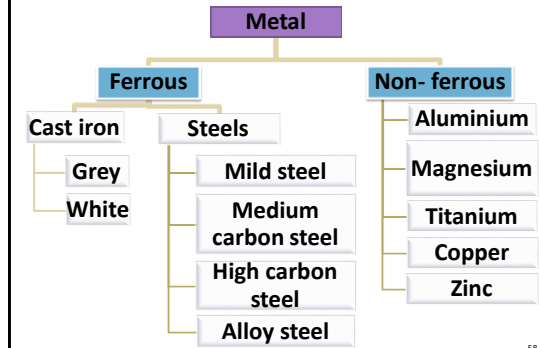 Metal
Ferrous
Non- ferrous
Cast iron
Steels
Grey
White
Mild steel
Medium
carbon steel
High carbon
steel
Alloy steel
Aluminium
Magnesium
Titanium
Copper
Zinc
58